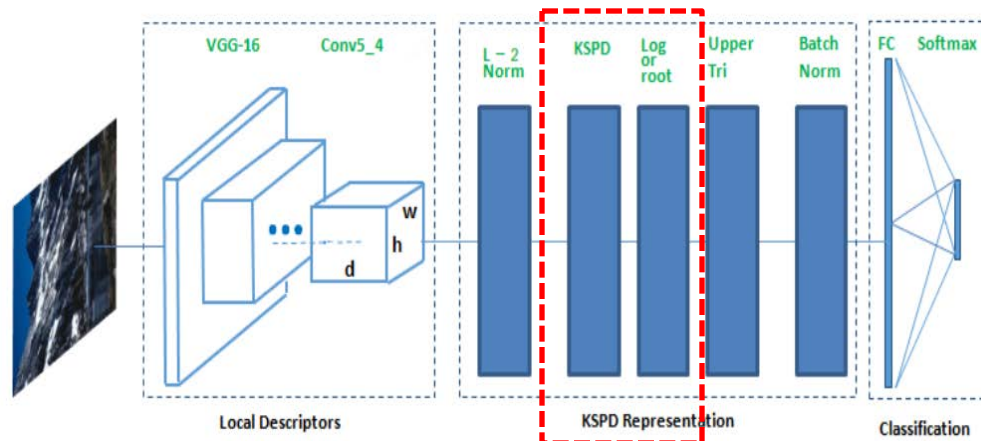 VGG-16
Conv5_4
L – 2
Norm
KSPD
Log
or
root
Upper
Tri
Batch
Norm
FC
Softmax
w
h
d
Local Descriptors
KSPD Representation
Classification